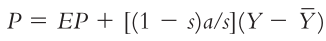 P = EP + [(1 − s)a/s](Y − Y̅)